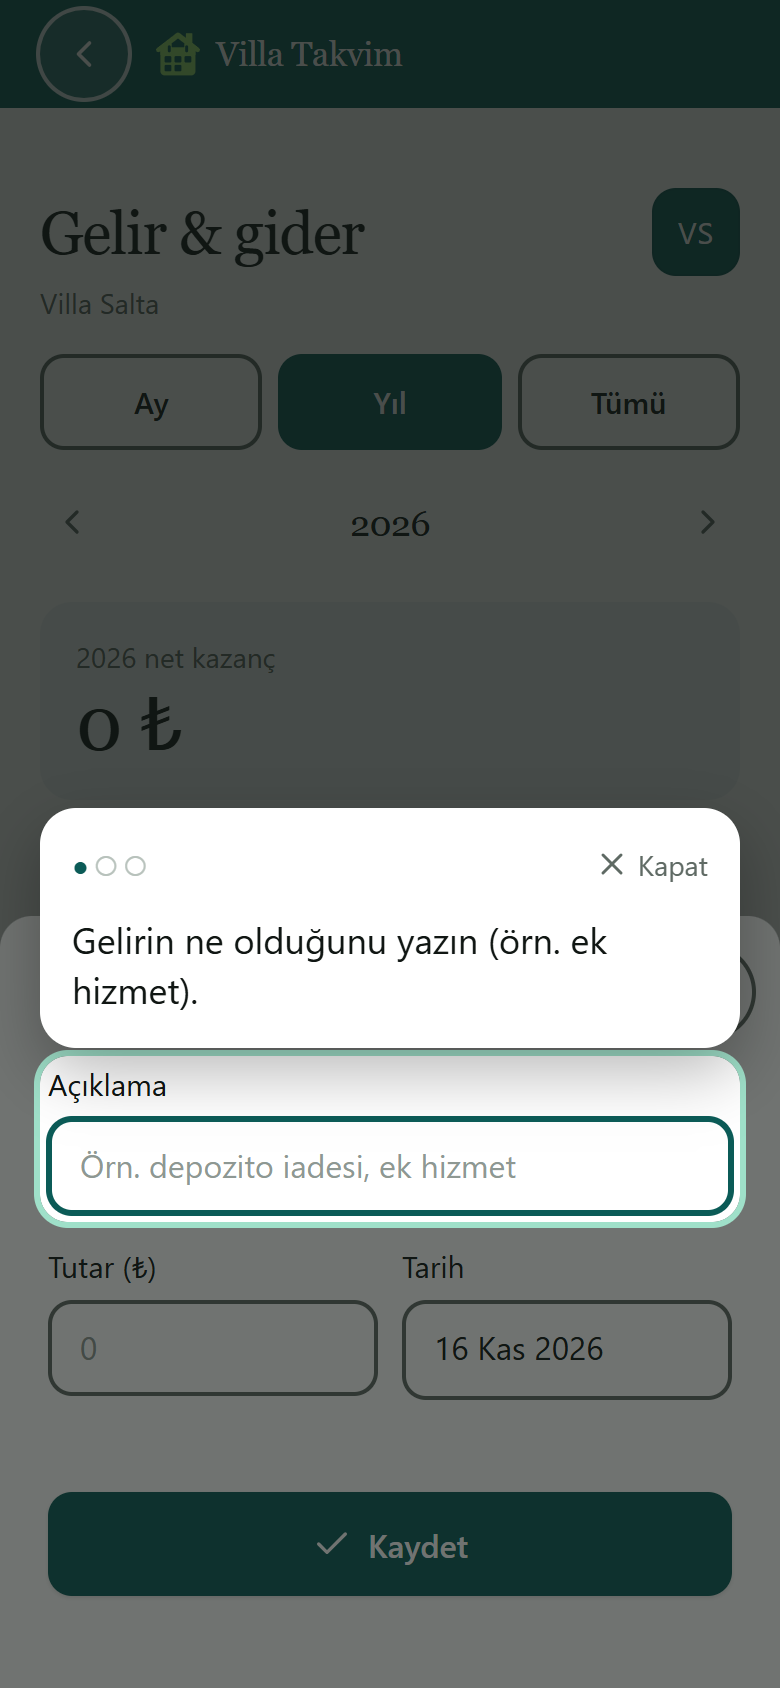 Villa Takvim
Gelir & gider
VS
Villa Salta
Ay
Yıl
Tümü
2026
2026 net kazanç
0 ₺
Kapat
Gelirin ne olduğunu yazın (örn. ek
hizmet).
Açıklama
Örn. depozito iadesi, ek hizmet
Tutar (₺)
Tarih
0
16 Kas 2026
Kaydet